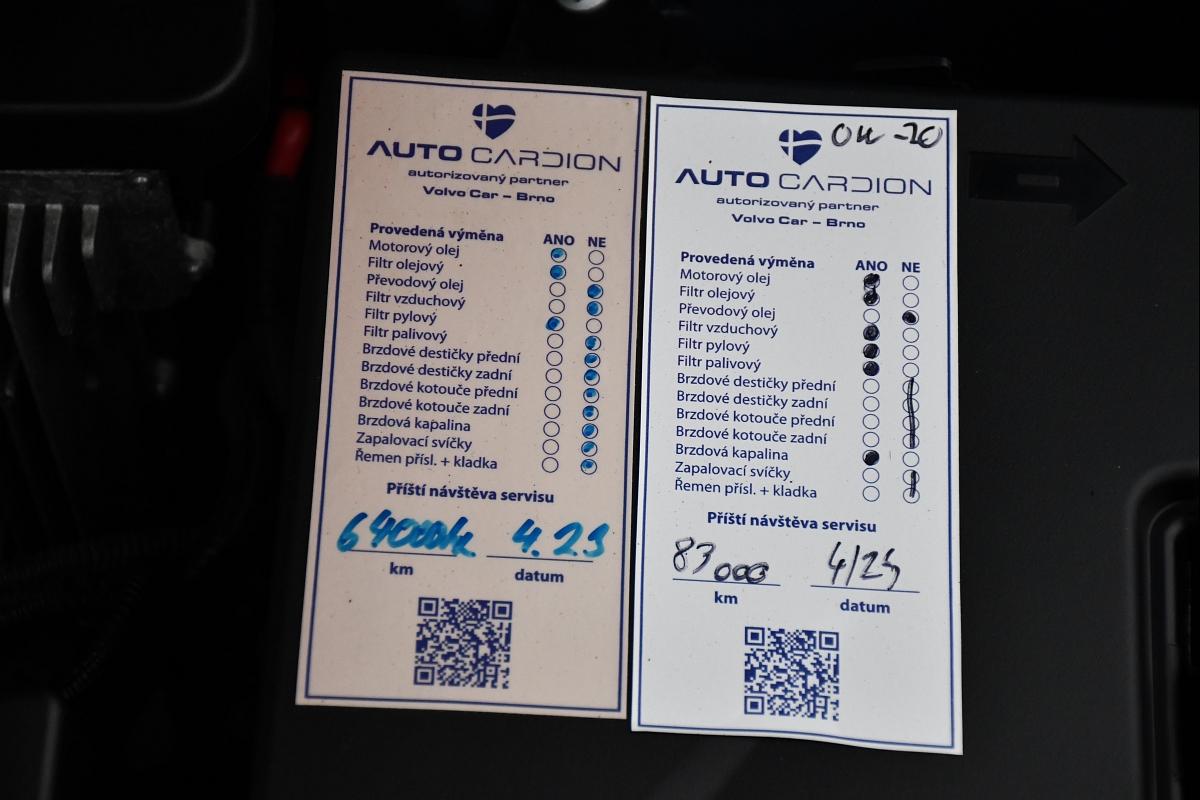 AUTO CARDION
autorizovaný partner
Volvo Car – Brno
Provedená výměna ANO NE
Motorový olej
Filtr olejový
Převodový olej
Filtr vzduchový
Filtr pylový
Filtr palivový
Brzdové destičky přední
Brzdové destičky zadní
Brzdové kotouče přední
Brzdové kotouče zadní
Brzdová kapalina
Zapalovací svíčky
Řemen přísl. + kladka
Příští návštěva servisu
64000k 4.23
km datum
-20
AUTO CARDION
autorizovaný partner
Volvo Car – Brno
Provedená výměna ANO NE
Motorový olej
Filtr olejový
Převodový olej
Filtr vzduchový
Filtr pylový
Filtr palivový
Brzdové destičky přední
Brzdové destičky zadní
Brzdové kotouče přední
Brzdové kotouče zadní
Brzdová kapalina
Zapalovací svíčky
Řemen přísl. + kladka
Příští návštěva servisu
83000 4/25
km datum